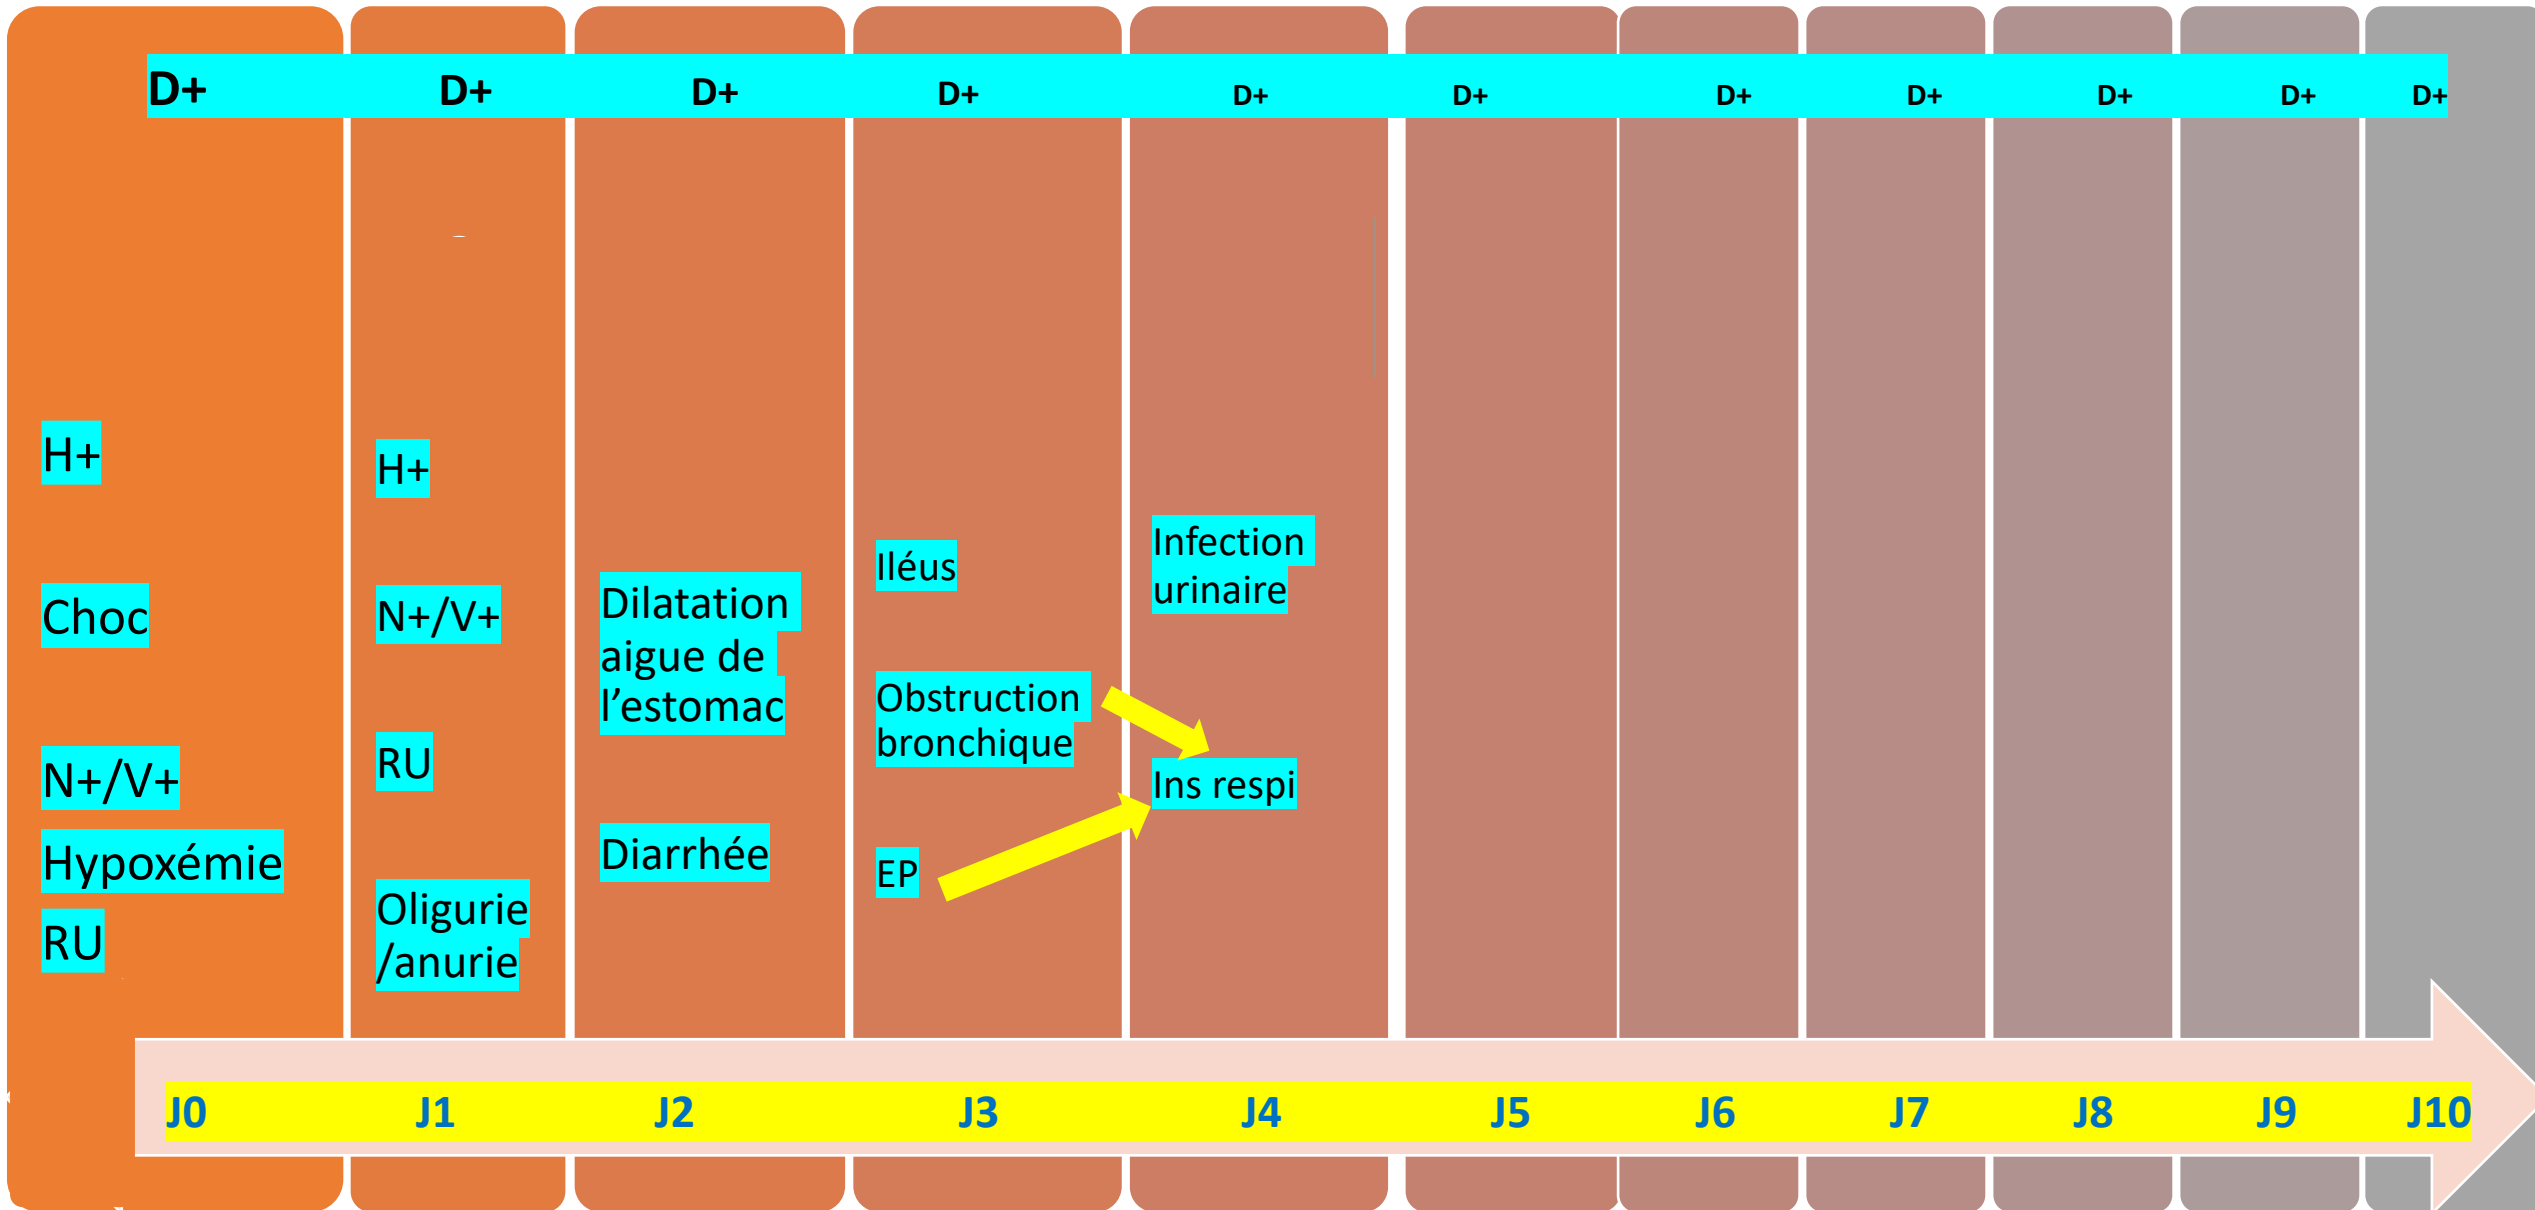 D+ D+ D+ D+ D+ D+ D+ D+ D+ D+ D+
H+
Choc
N+/V+
Hypoxémie
RU
H+
N+/V+
RU
Oligurie
/anurie
Dilatation
aigue de
l’estomac
Diarrhée
Iléus
Obstruction
bronchique
EP
Infection
urinaire
Ins respi
J0 J1 J2 J3 J4 J5 J6 J7 J8 J9 J10